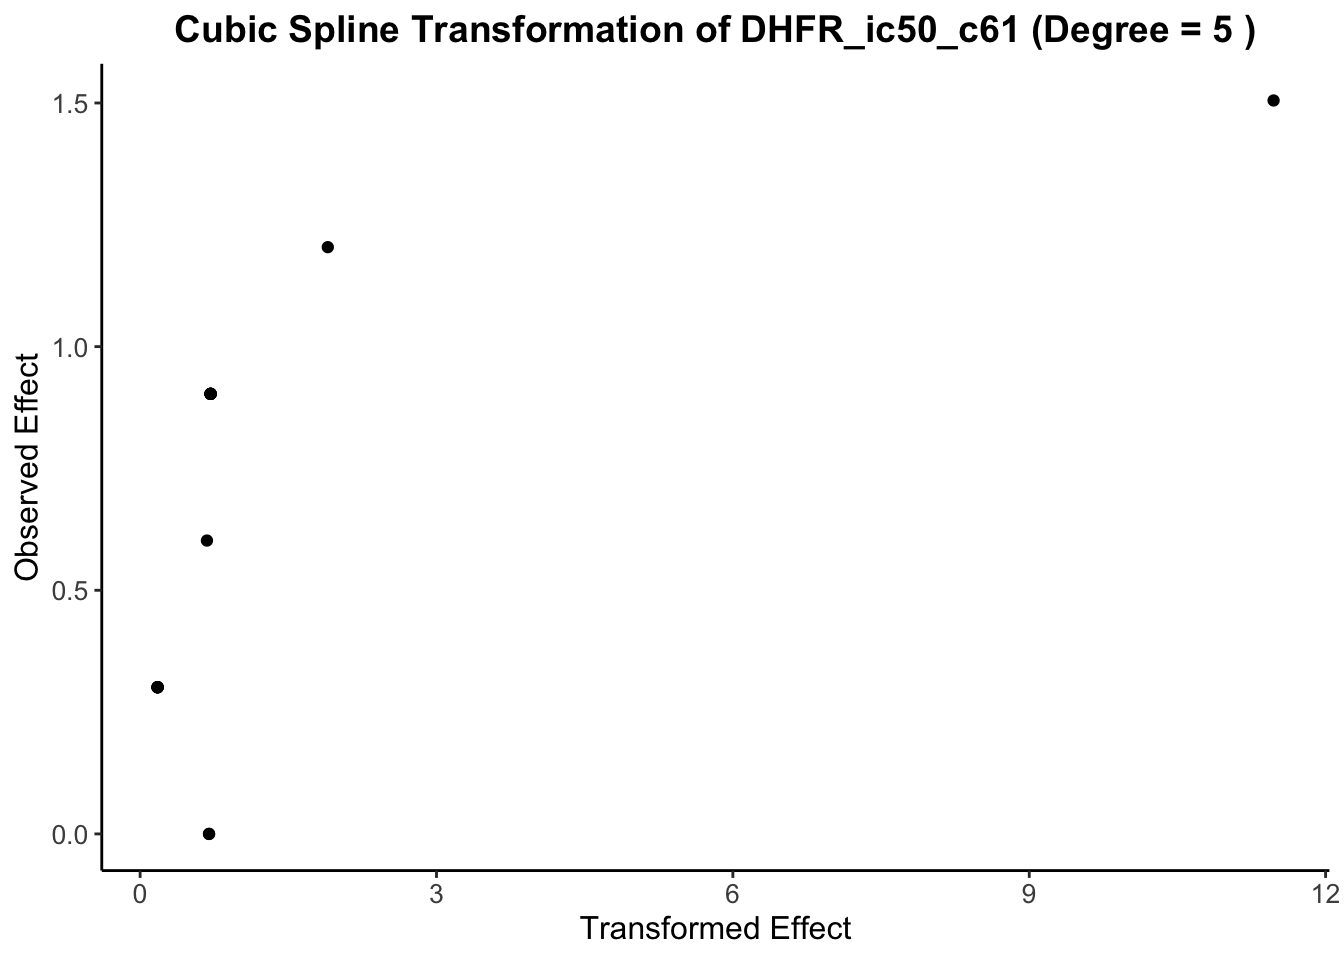 Cubic Spline Transformation of DHFR_ic50_c61 (Degree = 5 )
1.5
1.0
0.5
0.0
Observed Effect
0 3 6 9 12
Transformed Effect